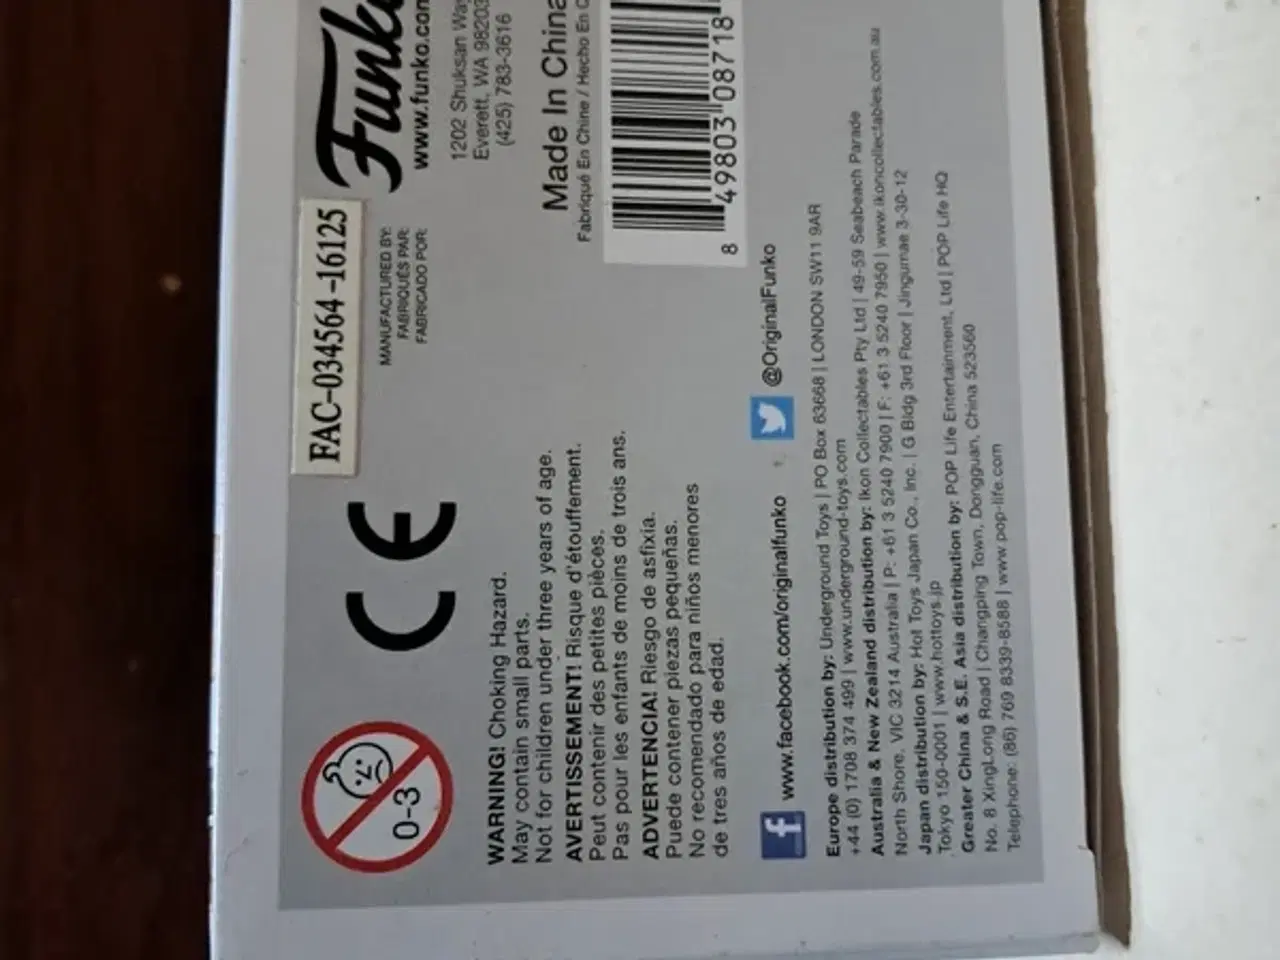 0-3
CE
FAC-034564-16125
MANUFACTURED BY:
FABRIQUÉS PAR:
FABRICADO POR:
Funko
www.funko.com
1202 Shuksan
Everett, WA 98203
(425) 783-3616
Made In China
Fabriqué En Chine / Hecho En
8 49803 08718
WARNING! Choking Hazard.
May contain small parts.
Not for children under three years of age.
AVERTISSEMENT! Risque d'étouffement.
Peut contenir des petites pièces.
Pas pour les enfants de moins de trois ans.
ADVERTENCIA! Riesgo de asfixia.
Puede contener piezas pequeñas.
No recomendado para niños menores
de tres años de edad.
www.facebook.com/originalfunko
@OriginalFunko
Europe distribution by: Underground Toys | PO Box 63668 | LONDON SW11 9AR
+44 (0) 1708 374 499 | www.underground-toys.com
Australia & New Zealand distribution by: Ikon Collectables Pty Ltd | 49-59 Seabeach Parade
North Shore, VIC 3214 Australia | P: +61 3 5240 7900 | F: +61 3 5240 7950 | www.ikoncollectables.com.au
Japan distribution by: Hot Toys Japan Co., Inc. | G Bldg 3rd Floor | Jingumae 3-30-12
Tokyo 150-0001 | www.hottoys.jp
Greater China & S.E. Asia distribution by: POP Life Entertainment, Ltd | POP Life HQ
No. 8 XingLong Road | Changping Town, Dongguan, China 523560
Telephone: (86) 769 8339-8588 | www.pop-life.com